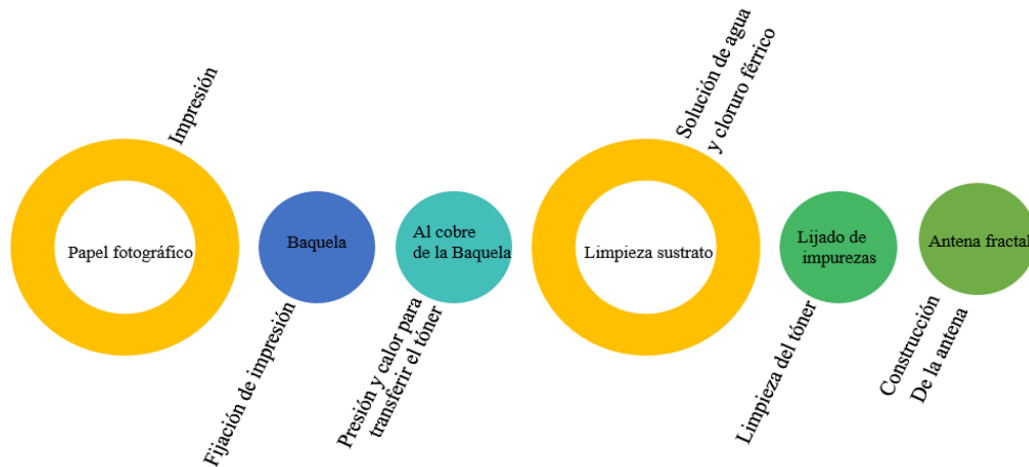 Impresión
Papel fotográfico
Baquela
Fijación de impresión
Al cobre
de la Baquela
Presión y calor para
transferir el tóner
Solución de agua
y cloruro férrico
Limpieza sustrato
Lijado de
impurezas
Limpieza del tóner
Antena fractal
Construcción
De la antena